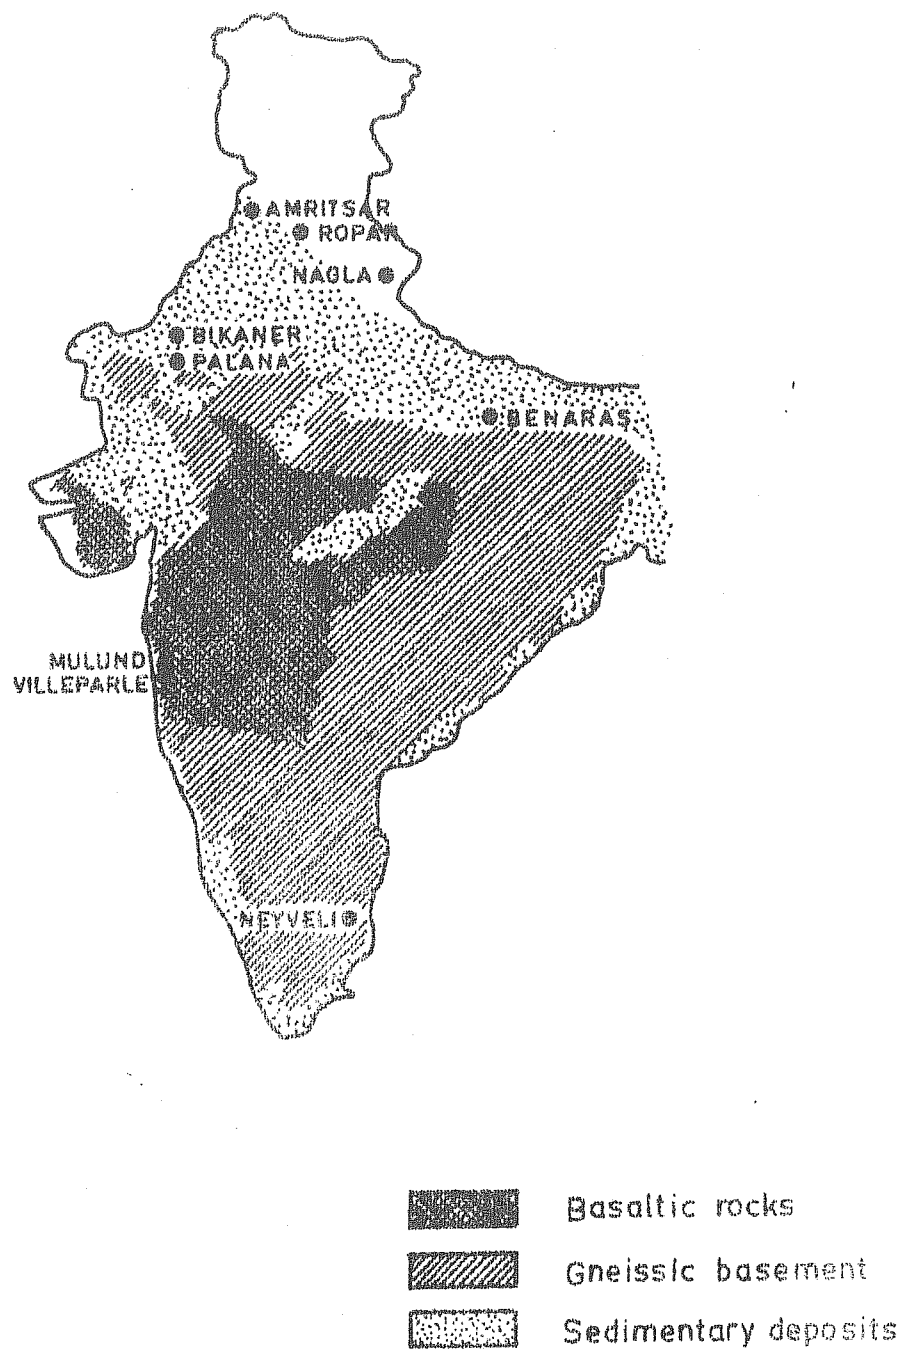 AMRITSAR
ROPAR
NAGLA
BIKANER
PALANA
BENARAS
MULUND
VILLEPARLE
NEYVELI
Basaltic rocks
Gneissic basement
Sedimentary deposits